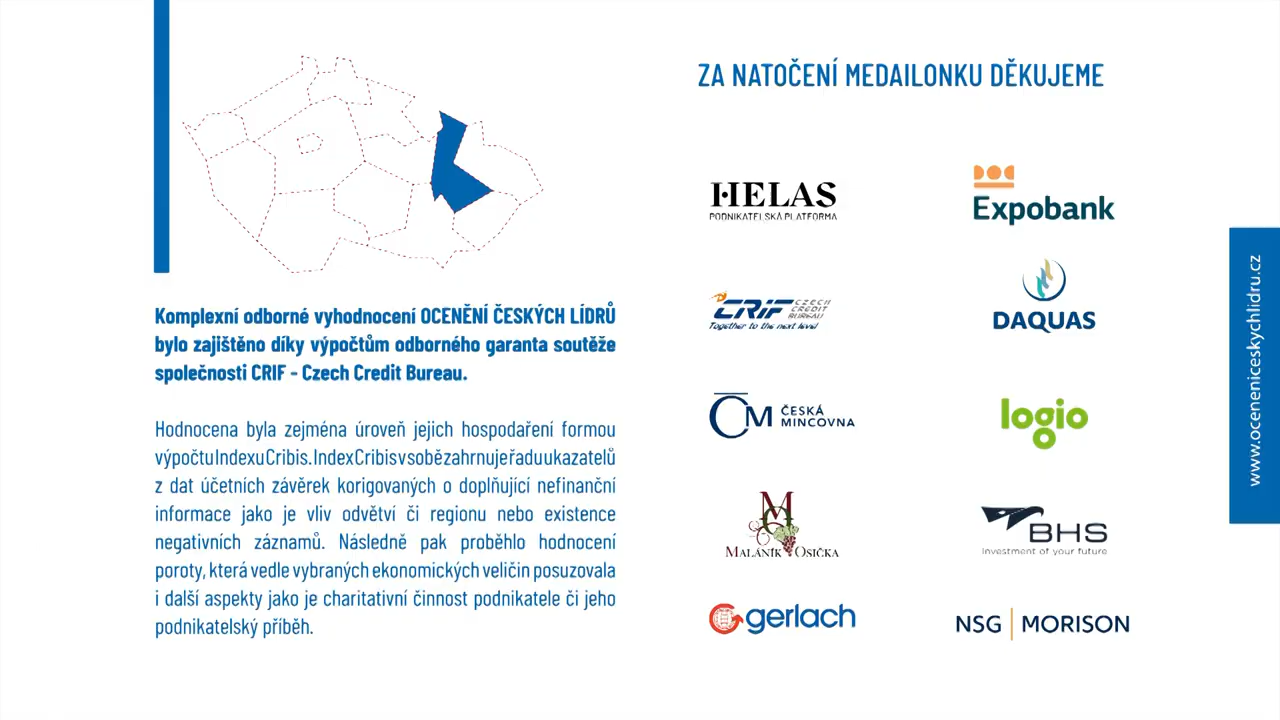 Komplexní odborné vyhodnocení OCENĚNÍ ČESKÝCH LÍDRŮ
bylo zajištěno díky výpočtům odborného garanta soutěže
společnosti CRIF - Czech Credit Bureau.
Hodnocena byla zejména úroveň jejich hospodaření formou
výpočtu Indexu Cribis. Index Cribis v sobě zahrnuje řadu ukazatelů
z dat účetních závěrek korigovaných o doplňující nefinanční
informace jako je vliv odvětví či regionu nebo existence
negativních záznamů. Následně pak proběhlo hodnocení
poroty, která vedle vybraných ekonomických veličin posuzovala
i další aspekty jako je charitativní činnost podnikatele či jeho
podnikatelský příběh.
ZA NATOČENÍ MEDAILONKU DĚKUJEME
HELAS
PODNIKATELSKÁ PLATFORMA
Expobank
CRIF CZECH CREDIT BUREAU
Together to the next level
DAQUAS
ČM ČESKÁ
MINCOVNA
logio
MO
MALÁNÍK OSIČKA
BHS
Investment of your future
gerlach
NSG | MORISON
www.oceneniceskychlidru.cz